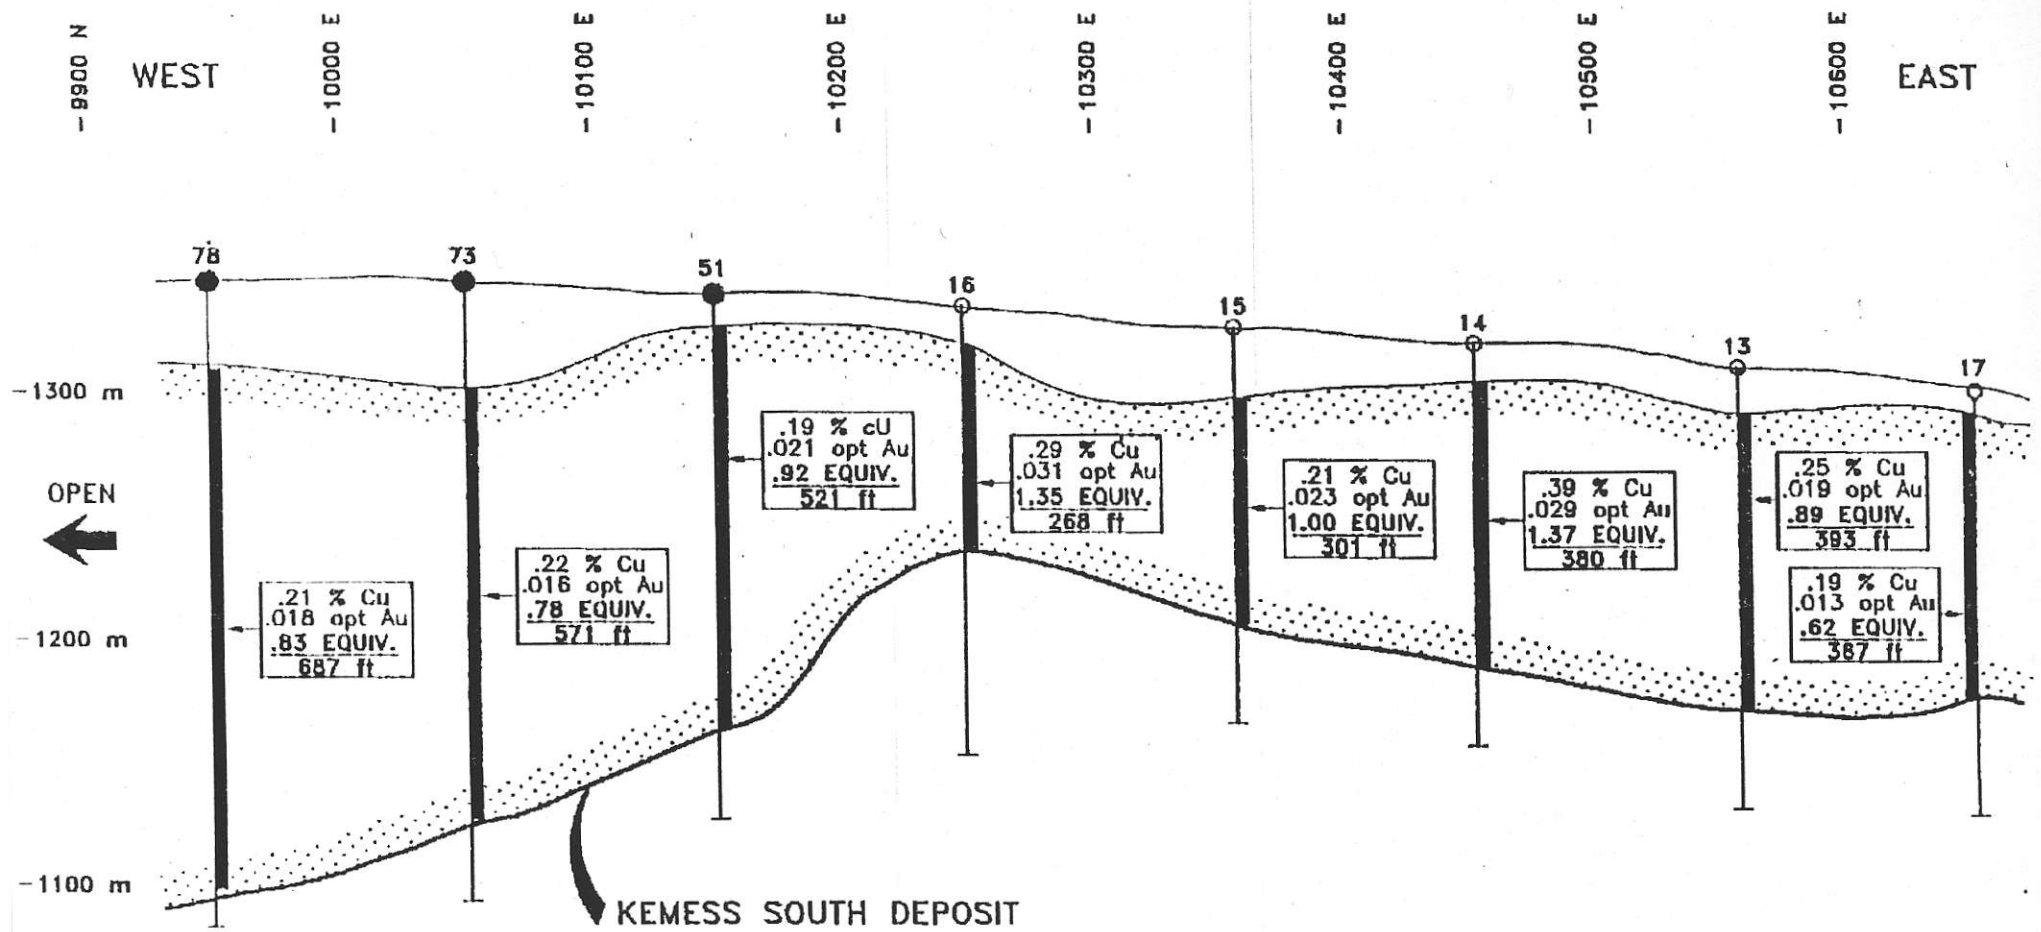 -9900 N
-10000 E
-10100 E
-10200 E
-10300 E
-10400 E
-10500 E
-10600 E
WEST
EAST
78
73
51
16
15
14
13
17
-1300 m
-1200 m
-1100 m
OPEN
.21 % Cu
.018 opt Au
.83 EQUIV.
687 ft
.22 % Cu
.016 opt Au
.78 EQUIV.
571 ft
.19 % cU
.021 opt Au
.92 EQUIV.
521 ft
.29 % Cu
.031 opt Au
1.35 EQUIV.
268 ft
.21 % Cu
.023 opt Au
1.00 EQUIV.
301 ft
.39 % Cu
.029 opt Au
1.37 EQUIV.
380 ft
.25 % Cu
.019 opt Au
.89 EQUIV.
393 ft
.19 % Cu
.013 opt Au
.62 EQUIV.
367 ft
KEMESS SOUTH DEPOSIT